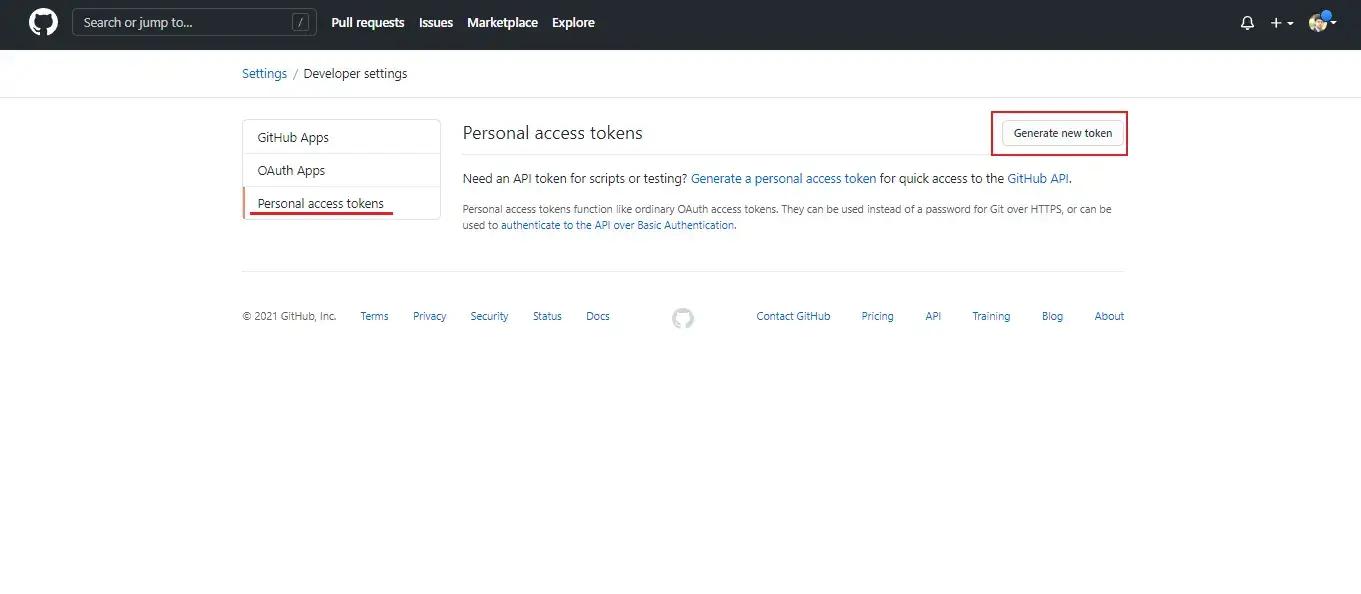 Search or jump to... /
Pull requests Issues Marketplace Explore
Settings / Developer settings
GitHub Apps
OAuth Apps
Personal access tokens
Personal access tokens
Generate new token
Need an API token for scripts or testing? Generate a personal access token for quick access to the GitHub API.
Personal access tokens function like ordinary OAuth access tokens. They can be used instead of a password for Git over HTTPS, or can be
used to authenticate to the API over Basic Authentication.
© 2021 GitHub, Inc. Terms Privacy Security Status Docs Contact GitHub Pricing API Training Blog About